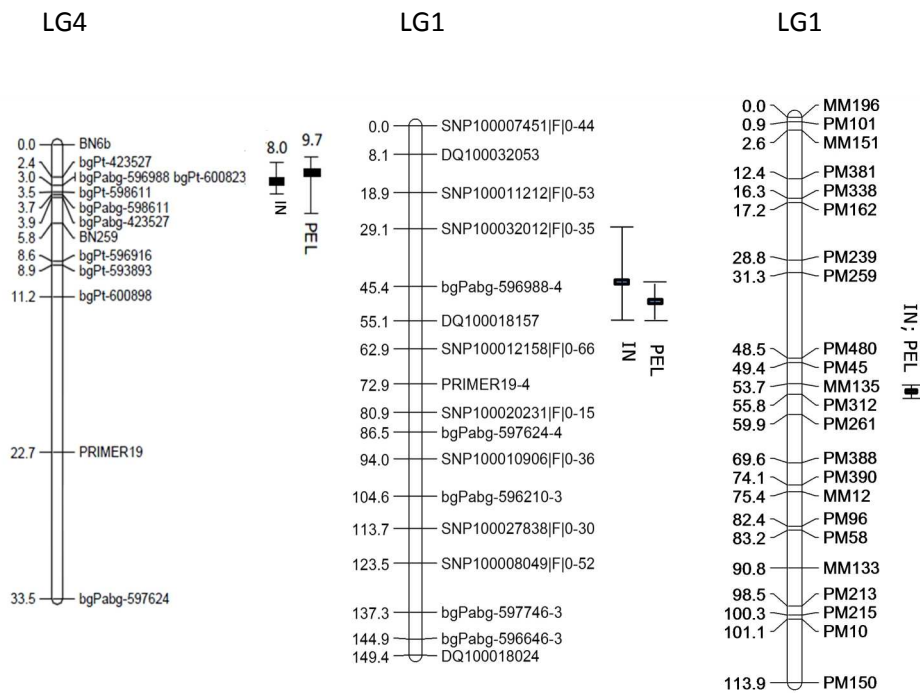 LG4
8.0 9.7
0.0 BN6b
2.4 bgPt-423527
3.0 bgPabg-596988 bgPt-600823
3.5 bgPt-598611
3.7 bgPabg-598611
3.9 bgPabg-423527
5.8 BN259
8.6 bgPt-596916
8.9 bgPt-593893
11.2 bgPt-600898
22.7 PRIMER19
33.5 bgPabg-597624
IN
PEL
LG1
0.0 SNP100007451|F|0-44
8.1 DQ100032053
18.9 SNP100011212|F|0-53
29.1 SNP100032012|F|0-35
45.4 bgPabg-596988-4
55.1 DQ100018157
62.9 SNP100012158|F|0-66
72.9 PRIMER19-4
80.9 SNP100020231|F|0-15
86.5 bgPabg-597624-4
94.0 SNP100010906|F|0-36
104.6 bgPabg-596210-3
113.7 SNP100027838|F|0-30
123.5 SNP100008049|F|0-52
137.3 bgPabg-597746-3
144.9 bgPabg-596646-3
149.4 DQ100018024
IN
PEL
LG1
0.0 MM196
0.9 PM101
2.6 MM151
12.4 PM381
16.3 PM338
17.2 PM162
28.8 PM239
31.3 PM259
48.5 PM480
49.4 PM45
53.7 MM135
55.8 PM312
59.9 PM261
69.6 PM388
74.1 PM390
75.4 MM12
82.4 PM96
83.2 PM58
90.8 MM133
98.5 PM213
100.3 PM215
101.1 PM10
113.9 PM150
IN; PEL